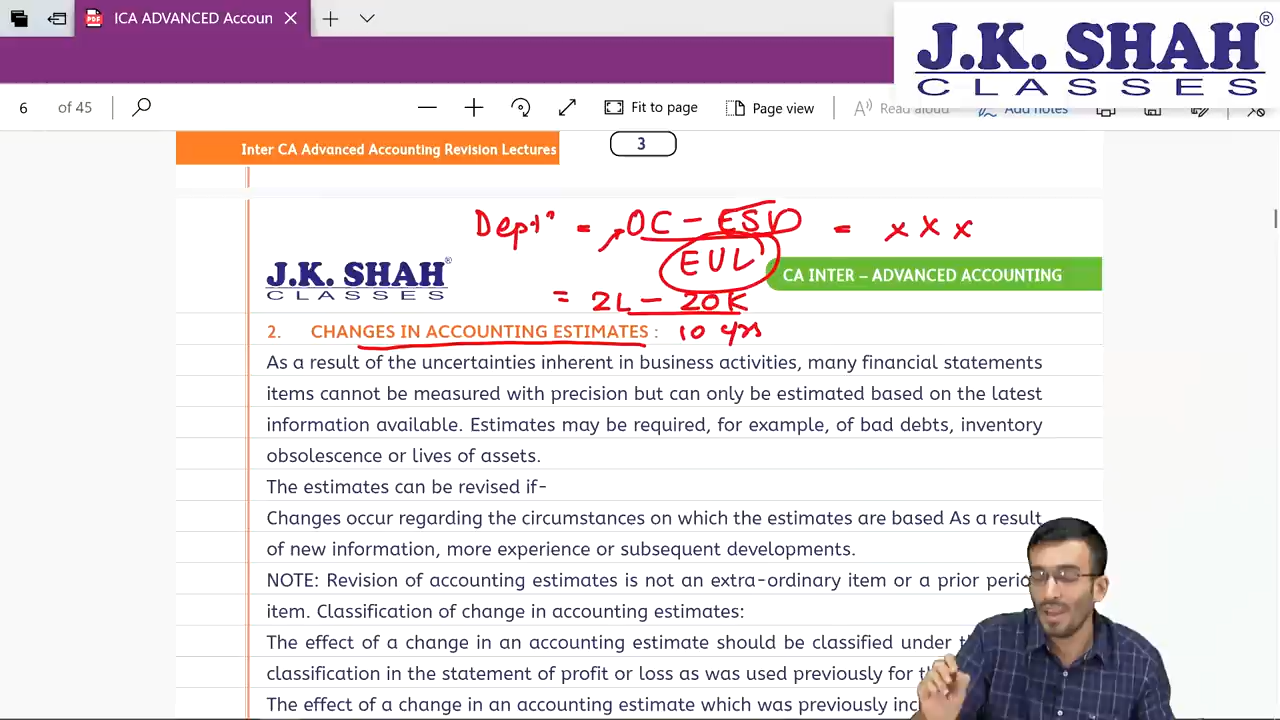 ICA ADVANCED Accoun
J.K. SHAH®
CLASSES
6 of 45
Fit to page
Page view
Read aloud
Add notes
Inter CA Advanced Accounting Revision Lectures
3
Deptn = OC - ESV = x x x
EUL
J.K. SHAH®
CLASSES
CA INTER – ADVANCED ACCOUNTING
= 2L - 20K
10 yrs
2. CHANGES IN ACCOUNTING ESTIMATES :
As a result of the uncertainties inherent in business activities, many financial statements
items cannot be measured with precision but can only be estimated based on the latest
information available. Estimates may be required, for example, of bad debts, inventory
obsolescence or lives of assets.
The estimates can be revised if-
Changes occur regarding the circumstances on which the estimates are based As a result
of new information, more experience or subsequent developments.
NOTE: Revision of accounting estimates is not an extra-ordinary item or a prior perio
item. Classification of change in accounting estimates:
The effect of a change in an accounting estimate should be classified under
classification in the statement of profit or loss as was used previously for
The effect of a change in an accounting estimate which was previously